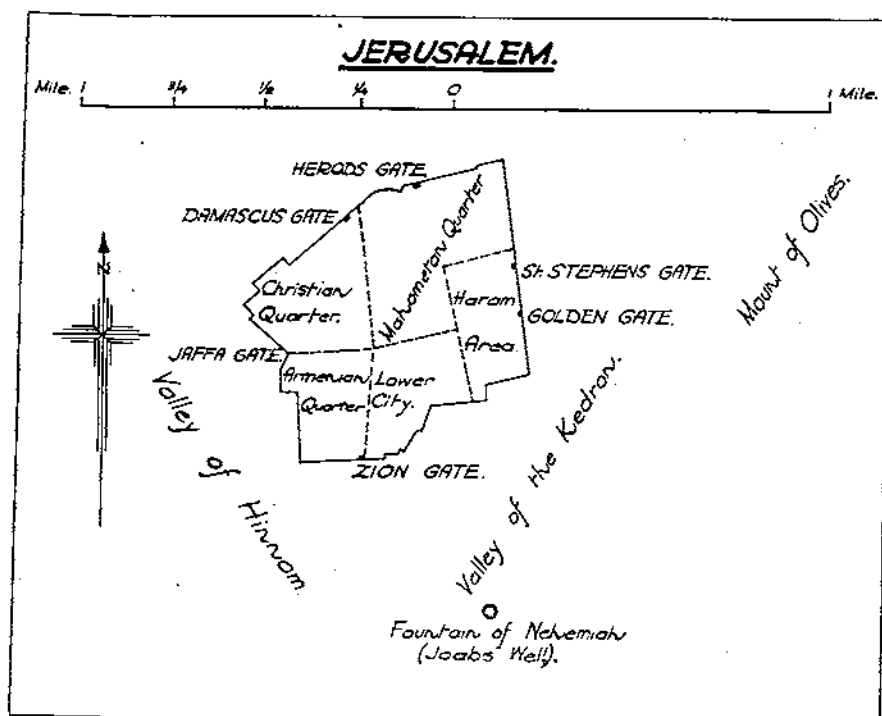 JERUSALEM.
Mile. 1 3/4 1/2 1/4 0 1 Mile.
HERODS GATE
DAMASCUS GATE
Mahometan Quarter
Mount of Olives.
N
Christian
Quarter.
St. STEPHENS GATE.
Haram
Area.
GOLDEN GATE.
JAFFA GATE.
Armenian
Quarter
Lower
City.
Valley of Hinnom.
ZION GATE.
Valley of the Kedron.
Fountain of Nehemiah
(Joabs Well).